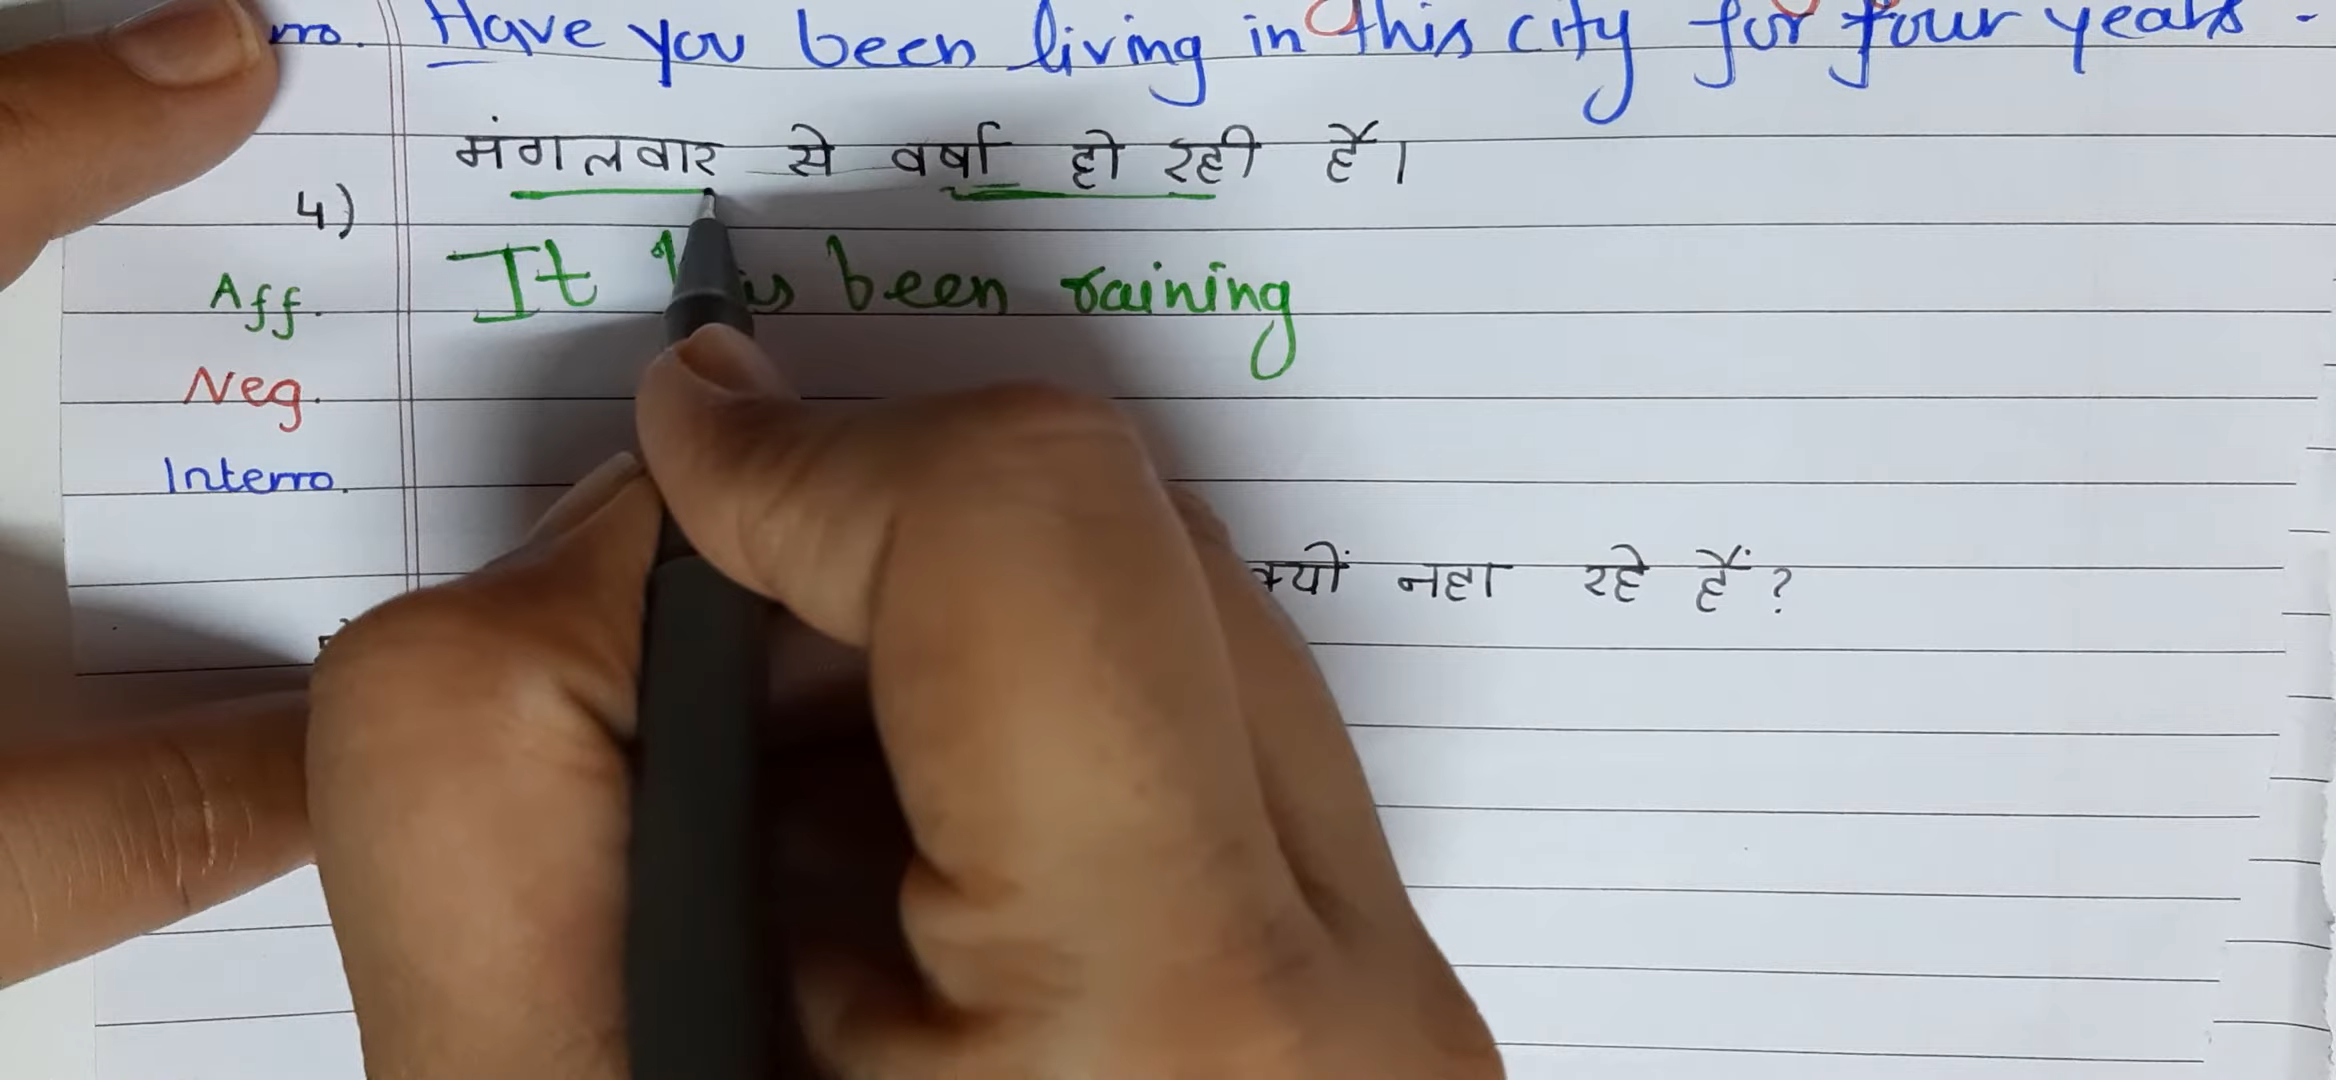 rro. Have you been living in this city for four years -
मंगलवार से वर्षा हो रही है।
4)
Aff. It been raining
Neg.
Interro.
क्यों नहा रहे हैं ?